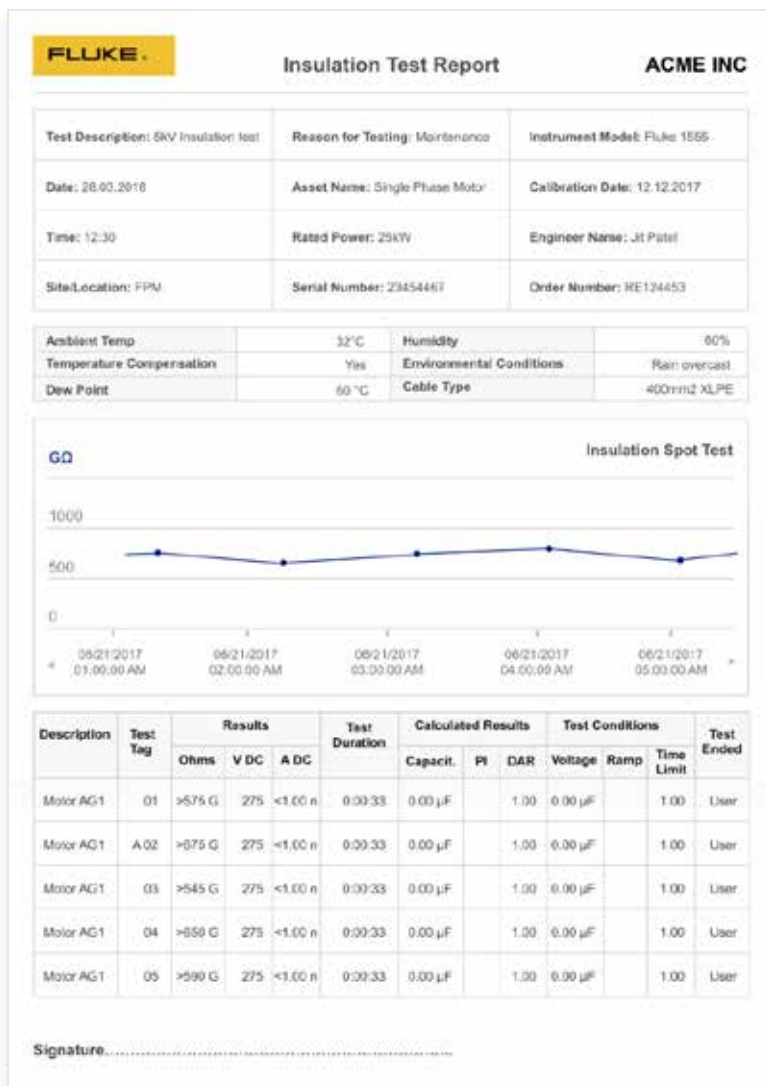 FLUKE.
Insulation Test Report
ACME INC
Test Description: 5kV Insulation test
Reason for Testing: Maintenance
Instrument Model: Fluke 1555
Date: 28.03.2018
Asset Name: Single Phase Motor
Calibration Date: 12.12.2017
Time: 12:30
Rated Power: 25kW
Engineer Name: Jit Patel
Site/Location: FPM
Serial Number: 23454467
Order Number: RE124453
Ambient Temp 32°C Humidity 60%
Temperature Compensation Yes Environmental Conditions Rain overcast
Dew Point 60 °C Cable Type 400mm2 XLPE
GΩ
Insulation Spot Test
1000
500
0
06/21/2017 06/21/2017 06/21/2017 06/21/2017 06/21/2017
01:00:00 AM 02:00:00 AM 03:00:00 AM 04:00:00 AM 05:00:00 AM
Description Test Tag Results Test Duration Calculated Results Test Conditions Test Ended
Ohms V DC A DC Capacit. PI DAR Voltage Ramp Time Limit
Motor AG1 01 >575 G 275 <1.00 n 0:00:33 0.00 µF 1.00 0.00 µF 1.00 User
Motor AG1 A 02 >675 G 275 <1.00 n 0:00:33 0.00 µF 1.00 0.00 µF 1.00 User
Motor AG1 03 >545 G 275 <1.00 n 0:00:33 0.00 µF 1.00 0.00 µF 1.00 User
Motor AG1 04 >650 G 275 <1.00 n 0:00:33 0.00 µF 1.00 0.00 µF 1.00 User
Motor AG1 05 >590 G 275 <1.00 n 0:00:33 0.00 µF 1.00 0.00 µF 1.00 User
Signature